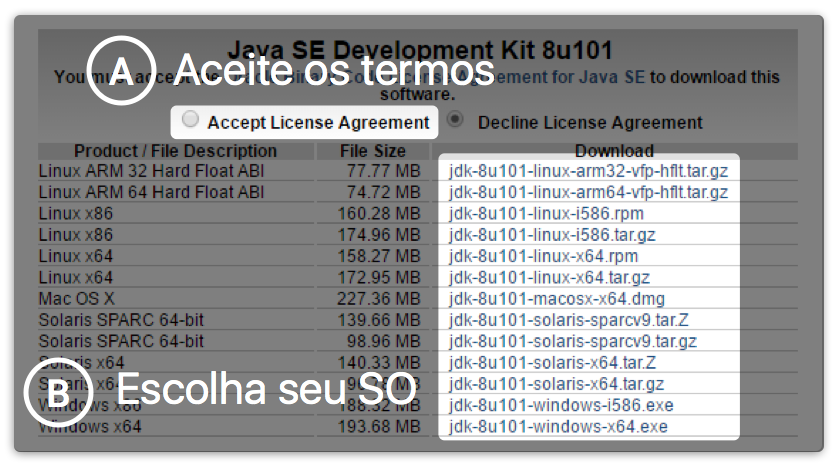 Java SE Development Kit 8u101
A Aceite os termos
You must accept the Oracle Binary Code License Agreement for Java SE to download this
software.
Accept License Agreement Decline License Agreement
Product / File Description File Size Download
Linux ARM 32 Hard Float ABI 77.77 MB jdk-8u101-linux-arm32-vfp-hflt.tar.gz
Linux ARM 64 Hard Float ABI 74.72 MB jdk-8u101-linux-arm64-vfp-hflt.tar.gz
Linux x86 160.28 MB jdk-8u101-linux-i586.rpm
Linux x86 174.96 MB jdk-8u101-linux-i586.tar.gz
Linux x64 158.27 MB jdk-8u101-linux-x64.rpm
Linux x64 172.95 MB jdk-8u101-linux-x64.tar.gz
Mac OS X 227.36 MB jdk-8u101-macosx-x64.dmg
Solaris SPARC 64-bit 139.66 MB jdk-8u101-solaris-sparcv9.tar.Z
Solaris SPARC 64-bit 98.96 MB jdk-8u101-solaris-sparcv9.tar.gz
Solaris x64 140.33 MB jdk-8u101-solaris-x64.tar.Z
Solaris x64 MB jdk-8u101-solaris-x64.tar.gz
B Escolha seu SO
Windows x86 188.32 MB jdk-8u101-windows-i586.exe
Windows x64 193.68 MB jdk-8u101-windows-x64.exe